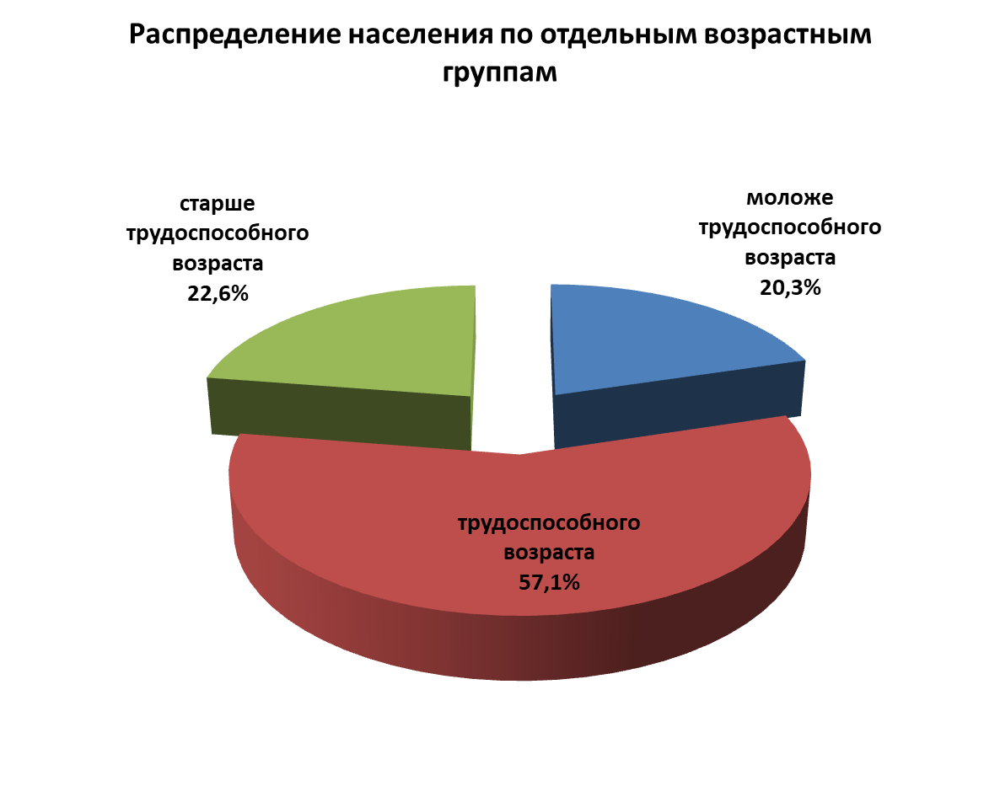 Распределение населения по отдельным возрастным
группам
старше
трудоспособного
возраста
22,6%
моложе
трудоспособного
возраста
20,3%
трудоспособного
возраста
57,1%